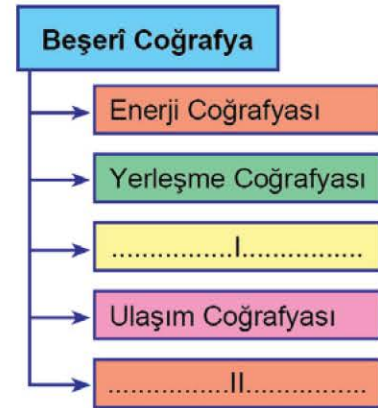 Beşerî Coğrafya
Enerji Coğrafyası
Yerleşme Coğrafyası
................I................
Ulaşım Coğrafyası
................II................